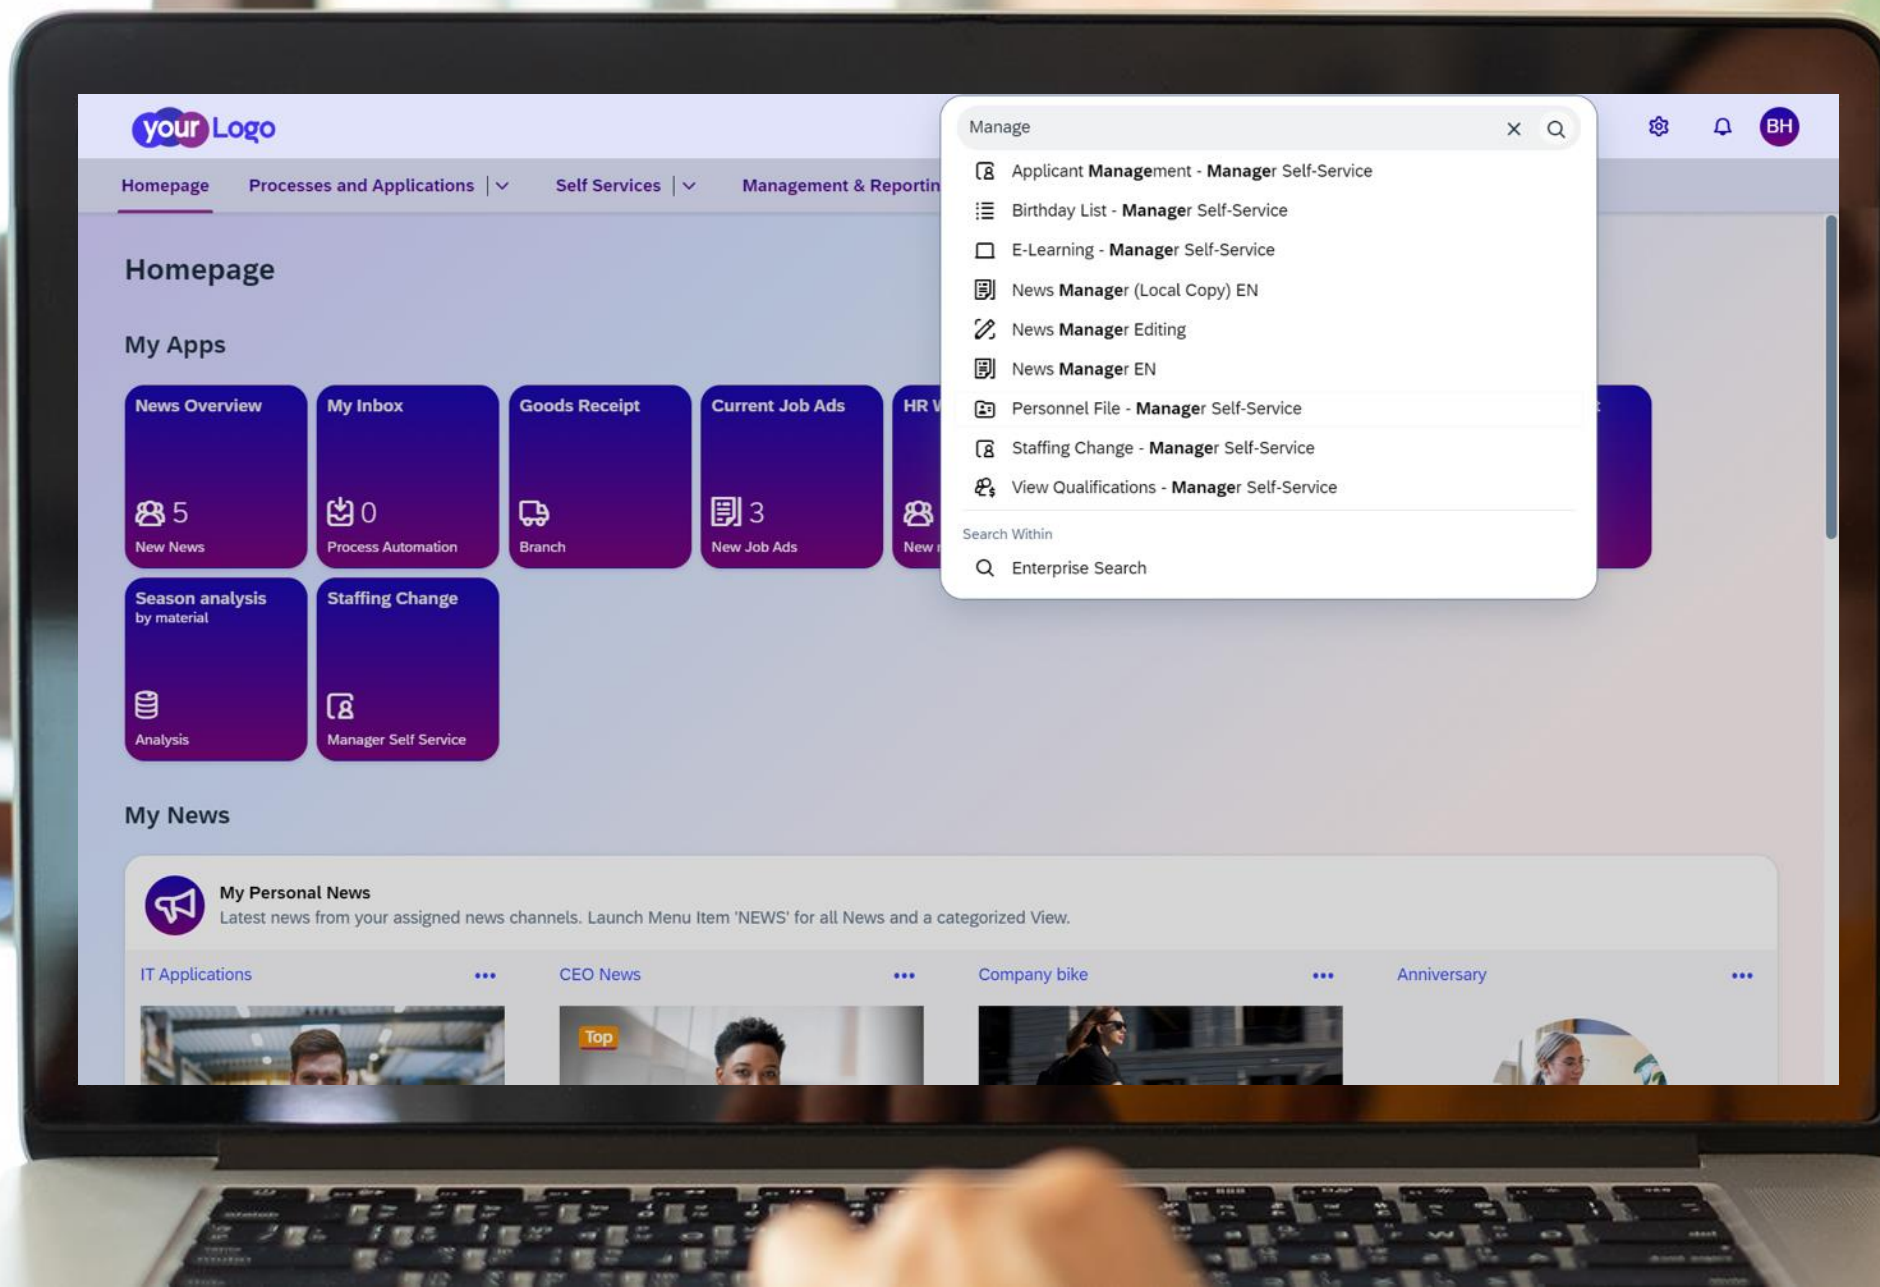 your Logo
Manage
BH
Homepage
Processes and Applications
Self Services
Management & Reportin
Applicant Management - Manager Self-Service
Birthday List - Manager Self-Service
E-Learning - Manager Self-Service
News Manager (Local Copy) EN
News Manager Editing
News Manager EN
Personnel File - Manager Self-Service
Staffing Change - Manager Self-Service
View Qualifications - Manager Self-Service
Search Within
Enterprise Search
Homepage
My Apps
News Overview
5
New News
My Inbox
0
Process Automation
Goods Receipt
Branch
Current Job Ads
3
New Job Ads
HR
New
Season analysis
by material
Analysis
Staffing Change
Manager Self Service
My News
My Personal News
Latest news from your assigned news channels. Launch Menu Item 'NEWS' for all News and a categorized View.
IT Applications
CEO News
Company bike
Anniversary
Top